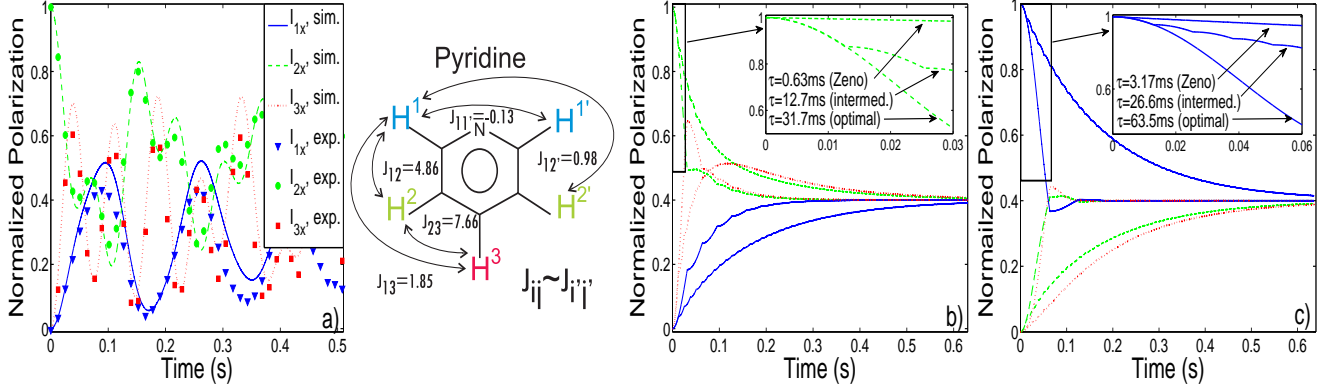 Normalized Polarization
1
0.8
0.6
0.4
0.2
0
0 0.1 0.2 0.3 0.4 0.5
Time (s)
I1x, sim.
I2x, sim.
I3x, sim.
I1x, exp.
I2x, exp.
I3x, exp.
a)
Pyridine
H1
H1'
N
J11'=-0.13
J12=4.86
J12'=0.98
H2
H2'
J23=7.66
H3
J13=1.85
Jij~Ji'j'
Normalized Polarization
1
0.8
0.6
0.4
0.2
0
0 0.1 0.2 0.3 0.4 0.5 0.6
Time (s)
1
0.8
0.6
0 0.01 0.02 0.03
τ=0.63ms (Zeno)
τ=12.7ms (intermed.)
τ=31.7ms (optimal)
b)
Normailzed Polarization
1
0.8
0.6
0.4
0.2
0
0 0.1 0.2 0.3 0.4 0.5 0.6
Time (s)
1
0.6
0 0.02 0.04 0.06
τ=3.17ms (Zeno)
τ=26.6ms (intermed.)
τ=63.5ms (optimal)
c)